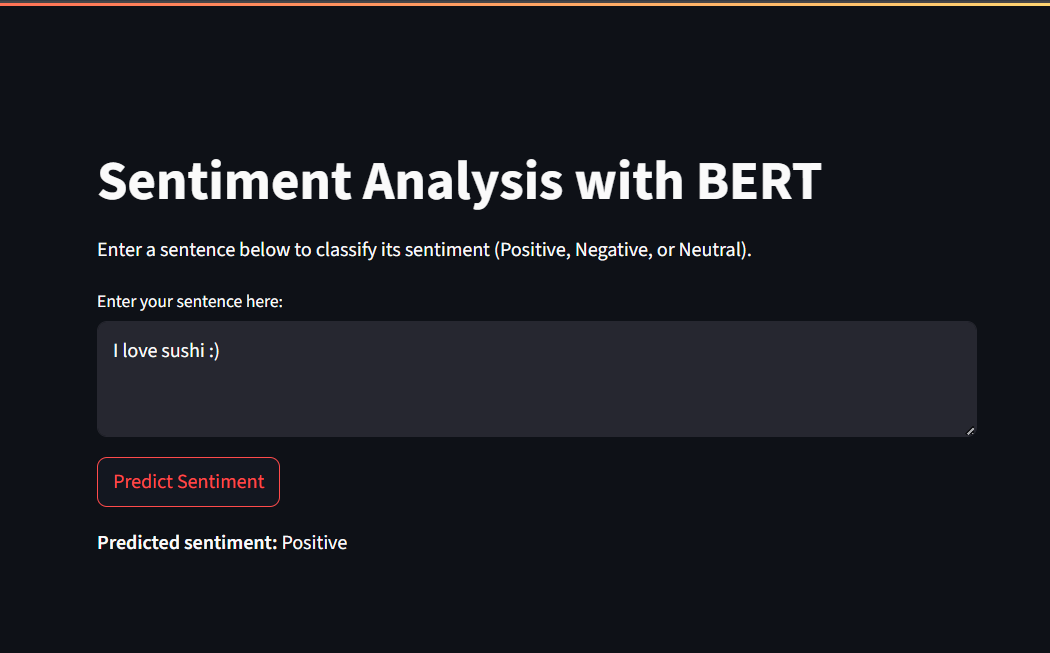 Sentiment Analysis with BERT
Enter a sentence below to classify its sentiment (Positive, Negative, or Neutral).
Enter your sentence here:
I love sushi :)
Predict Sentiment
Predicted sentiment: Positive